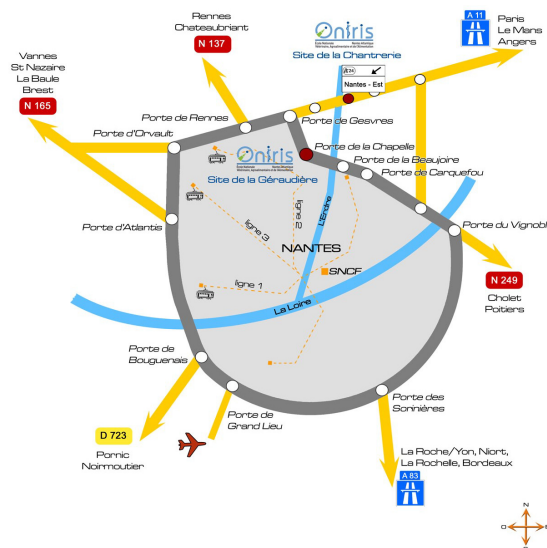 Rennes
Chateaubriant
N 137
Oniris
Site de la Chantrerie
A 11
Paris
Le Mans
Angers
Vannes
St Nazaire
La Baule
Brest
N 165
24
Nantes - Est
Porte de Rennes
Porte de Gesvres
Porte d'Orvault
Porte de la Chapelle
Oniris
Porte de la Beaujoire
Porte de Carquefou
Site de la Géraudière
ligne 2
L'Erdre
Porte d'Atlantis
ligne 3
Porte du Vignobl
NANTES
SNCF
N 249
ligne 1
Cholet
Poitiers
La Loire
Porte de
Bouguenais
Porte des
Sorinières
Porte de
Grand Lieu
D 723
Pornic
Noirmoutier
La Roche/Yon, Niort,
La Rochelle, Bordeaux
A 83